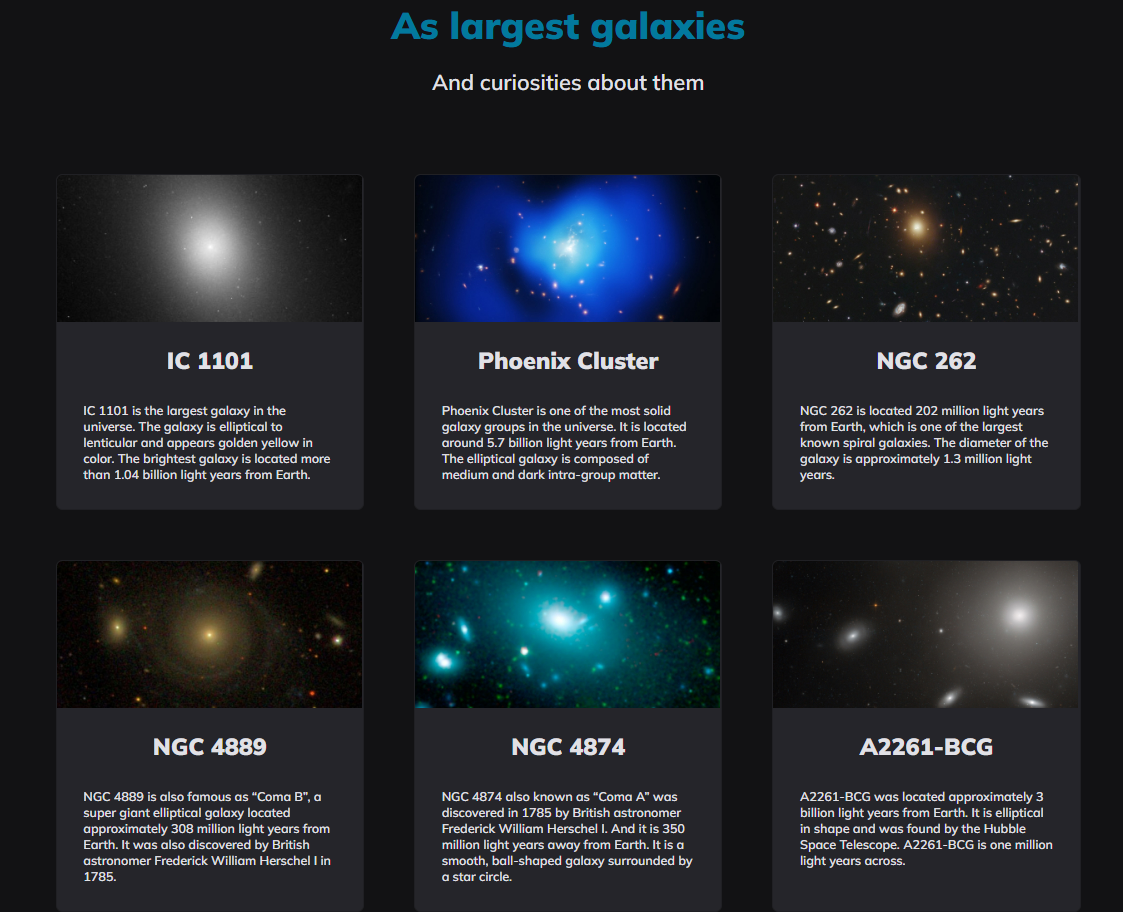 As largest galaxies
And curiosities about them
IC 1101
IC 1101 is the largest galaxy in the
universe. The galaxy is elliptical to
lenticular and appears golden yellow in
color. The brightest galaxy is located more
than 1.04 billion light years from Earth.
Phoenix Cluster
Phoenix Cluster is one of the most solid
galaxy groups in the universe. It is located
around 5.7 billion light years from Earth.
The elliptical galaxy is composed of
medium and dark intra-group matter.
NGC 262
NGC 262 is located 202 million light years
from Earth, which is one of the largest
known spiral galaxies. The diameter of the
galaxy is approximately 1.3 million light
years.
NGC 4889
NGC 4889 is also famous as “Coma B”, a
super giant elliptical galaxy located
approximately 308 million light years from
Earth. It was also discovered by British
astronomer Frederick William Herschel I in
1785.
NGC 4874
NGC 4874 also known as “Coma A” was
discovered in 1785 by British astronomer
Frederick William Herschel I. And it is 350
million light years away from Earth. It is a
smooth, ball-shaped galaxy surrounded by
a star circle.
A2261-BCG
A2261-BCG was located approximately 3
billion light years from Earth. It is elliptical
in shape and was found by the Hubble
Space Telescope. A2261-BCG is one million
light years across.